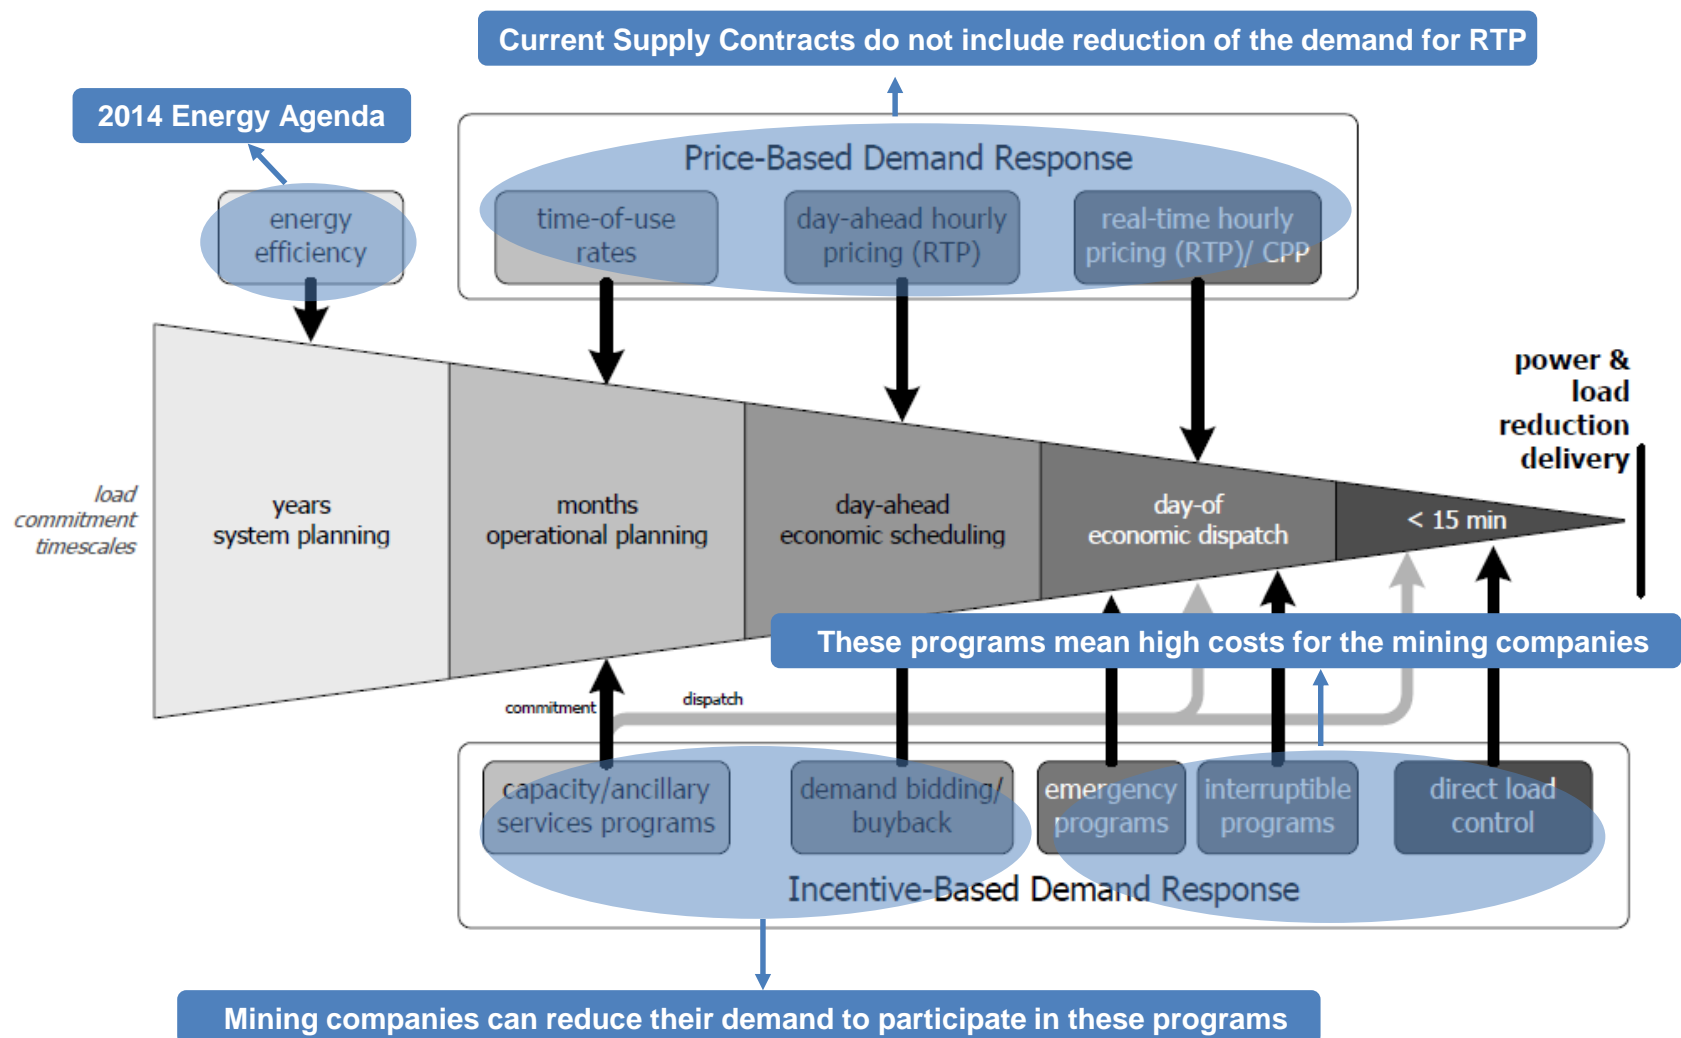 Current Supply Contracts do not include reduction of the demand for RTP
2014 Energy Agenda
Price-Based Demand Response
energy
efficiency
time-of-use
rates
day-ahead hourly
pricing (RTP)
real-time hourly
pricing (RTP)/ CPP
power &
load
reduction
delivery
load
commitment
timescales
years
system planning
months
operational planning
day-ahead
economic scheduling
day-of
economic dispatch
< 15 min
These programs mean high costs for the mining companies
commitment
dispatch
capacity/ancillary
services programs
demand bidding/
buyback
emergency
programs
interruptible
programs
direct load
control
Incentive-Based Demand Response
Mining companies can reduce their demand to participate in these programs